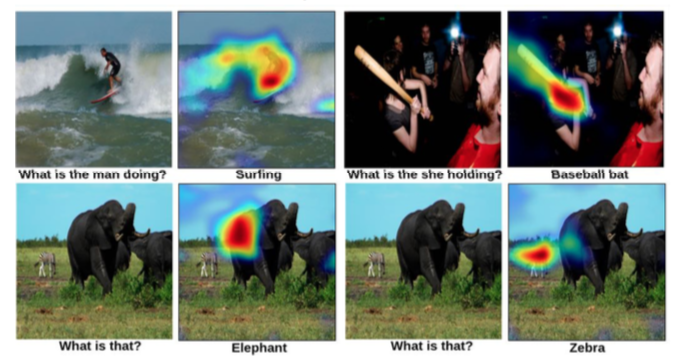 What is the man doing?
Surfing
What is the she holding?
Baseball bat
What is that?
Elephant
What is that?
Zebra